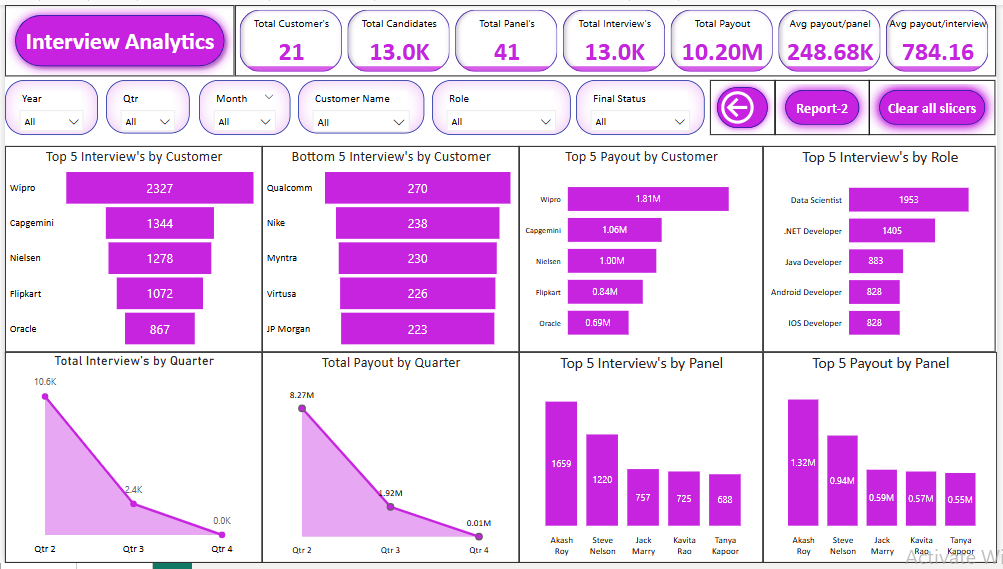 Interview Analytics
Total Customer's
21
Total Candidates
13.0K
Total Panel's
41
Total Interview's
13.0K
Total Payout
10.20M
Avg payout/panel
248.68K
Avg payout/interview
784.16
Year
All
Qtr
All
Month
All
Customer Name
All
Role
All
Final Status
All
Report-2
Clear all slicers
Top 5 Interview's by Customer
Wipro 2327
Capgemini 1344
Nielsen 1278
Flipkart 1072
Oracle 867
Bottom 5 Interview's by Customer
Qualcomm 270
Nike 238
Myntra 230
Virtusa 226
JP Morgan 223
Top 5 Payout by Customer
Wipro 1.81M
Capgemini 1.06M
Nielsen 1.00M
Flipkart 0.84M
Oracle 0.69M
Top 5 Interview's by Role
Data Scientist 1953
.NET Developer 1405
Java Developer 883
Android Developer 828
IOS Developer 828
Total Interview's by Quarter
10.6K
2.4K
0.0K
Qtr 2 Qtr 3 Qtr 4
Total Payout by Quarter
8.27M
1.92M
0.01M
Qtr 2 Qtr 3 Qtr 4
Top 5 Interview's by Panel
1659 1220 757 725 688
Akash Steve Jack Kavita Tanya
Roy Nelson Marry Rao Kapoor
Top 5 Payout by Panel
1.32M 0.94M 0.59M 0.57M 0.55M
Akash Steve Jack Kavita Tanya
Roy Nelson Marry Rao Kapoor
Activate Wi